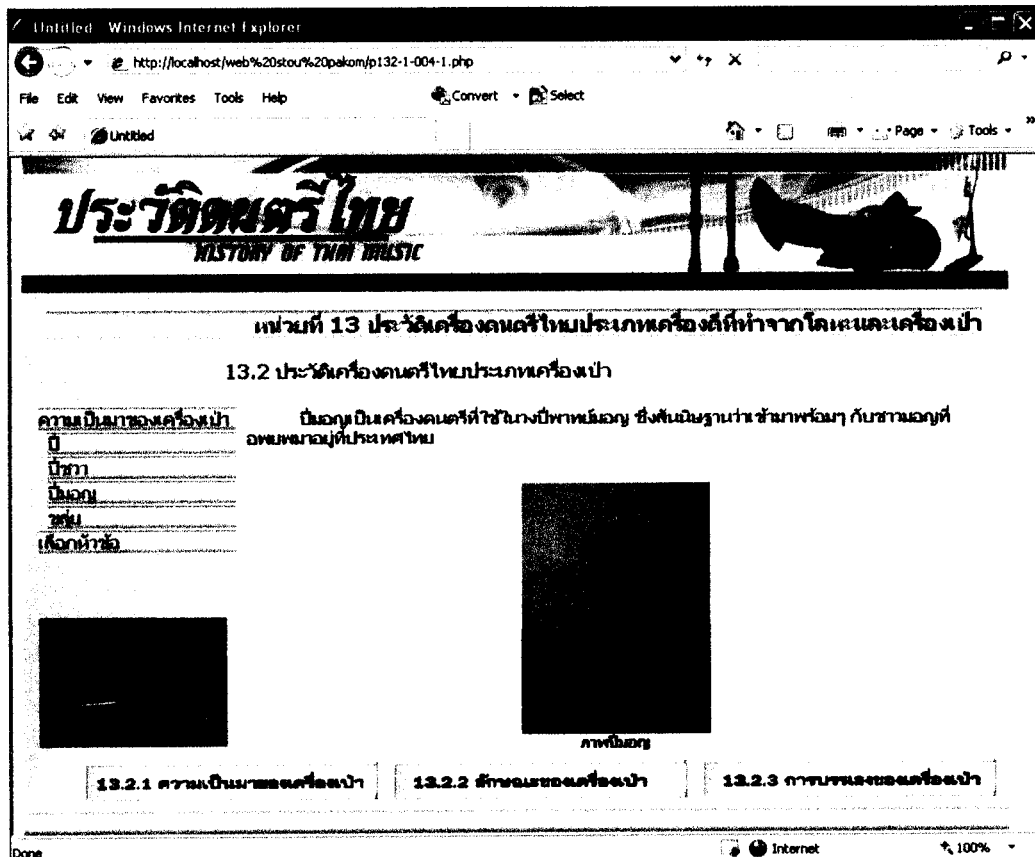 Untitled Windows Internet Explorer
http://localhost/web%20stou%20pakom/p132-1-004-1.php
File Edit View Favorites Tools Help Convert Select
Untitled Page Tools
ประวัติดนตรีไทย
HISTORY OF THAI MUSIC
หน่วยที่ 13 ประวัติเครื่องดนตรีไทยประเภทเครื่องตีที่ทำจากโลหะและเครื่องเป่า
13.2 ประวัติเครื่องดนตรีไทยประเภทเครื่องเป่า
ความเป็นมาของเครื่องเป่า
ปี่
ปี่ชวา
ปี่มอญ
ขลุ่ย
เลือกหัวข้อ
ปี่มอญเป็นเครื่องดนตรีที่ใช้ในวงปี่พาทย์มอญ ซึ่งสันนิษฐานว่าเข้ามาพร้อมๆ กับชาวมอญที่
อพยพมาอยู่ที่ประเทศไทย
ภาพปี่มอญ
13.2.1 ความเป็นมาของเครื่องเป่า 13.2.2 ลักษณะของเครื่องเป่า 13.2.3 การบรรเลงของเครื่องเป่า
Done Internet 100%